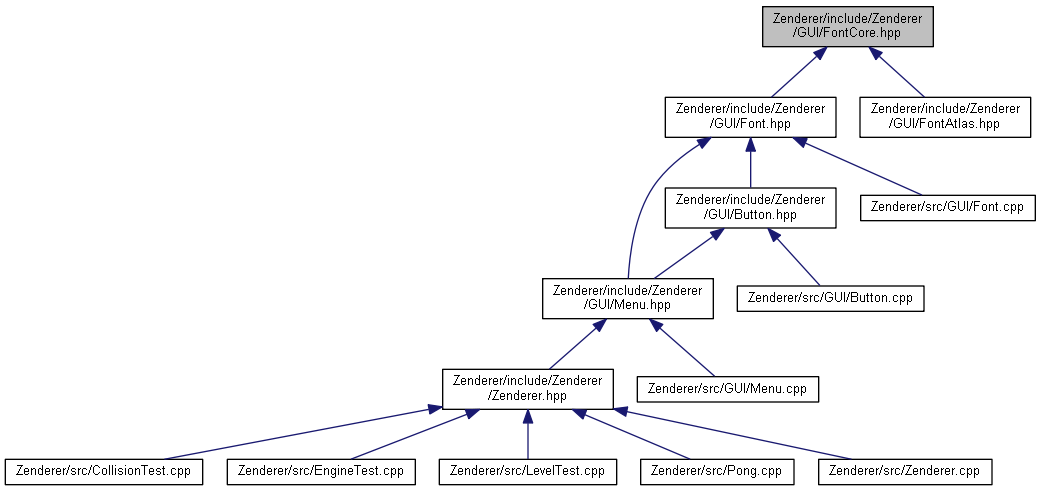 Zenderer/include/Zenderer
/GUI/FontCore.hpp
Zenderer/include/Zenderer
/GUI/Font.hpp
Zenderer/include/Zenderer
/GUI/FontAtlas.hpp
Zenderer/include/Zenderer
/GUI/Button.hpp
Zenderer/src/GUI/Font.cpp
Zenderer/include/Zenderer
/GUI/Menu.hpp
Zenderer/src/GUI/Button.cpp
Zenderer/include/Zenderer
/Zenderer.hpp
Zenderer/src/GUI/Menu.cpp
Zenderer/src/CollisionTest.cpp
Zenderer/src/EngineTest.cpp
Zenderer/src/LevelTest.cpp
Zenderer/src/Pong.cpp
Zenderer/src/Zenderer.cpp